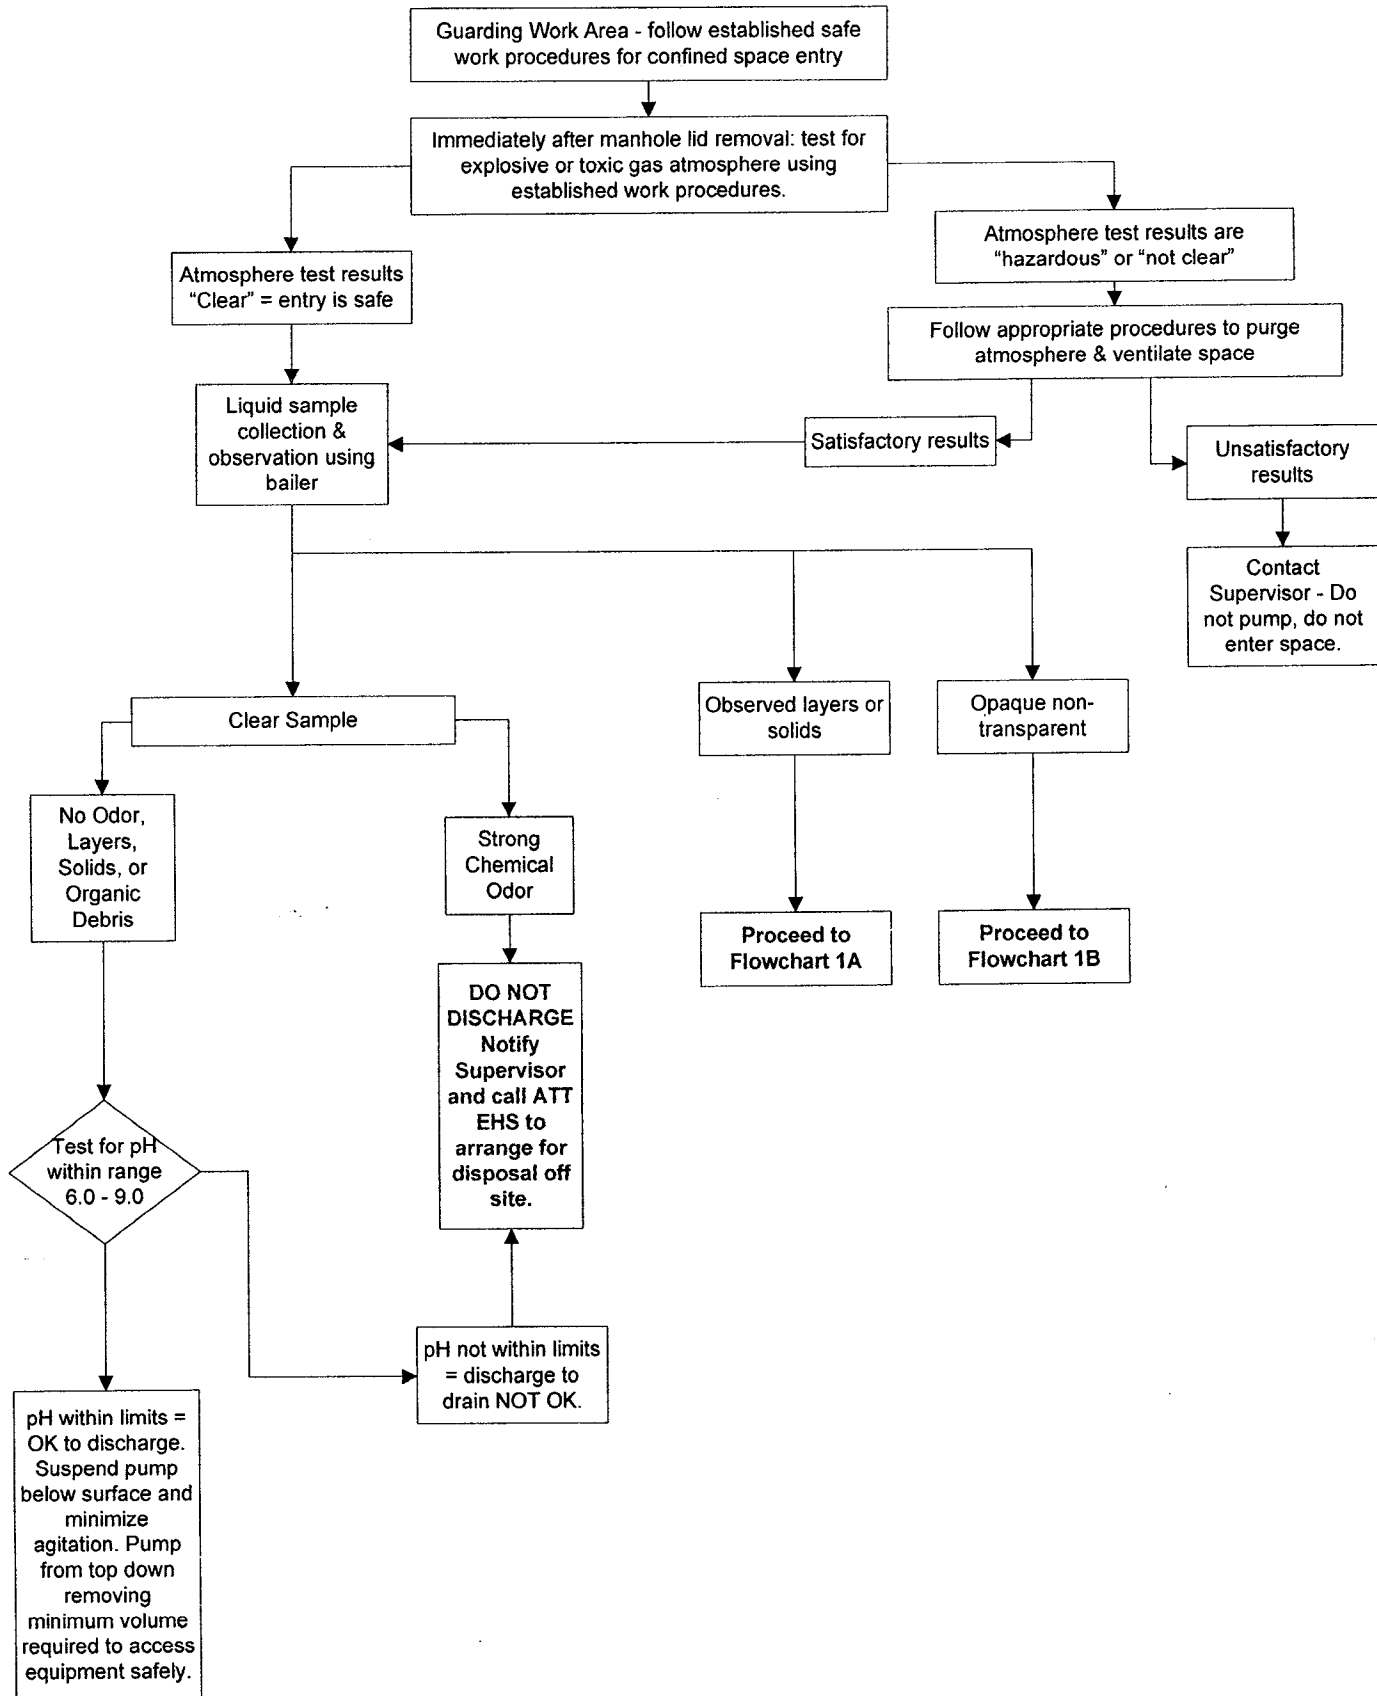 Guarding Work Area - follow established safe
work procedures for confined space entry
Immediately after manhole lid removal: test for
explosive or toxic gas atmosphere using
established work procedures.
Atmosphere test results are
“hazardous” or “not clear”
Atmosphere test results
“Clear” = entry is safe
Follow appropriate procedures to purge
atmosphere & ventilate space
Liquid sample
collection &
observation using
bailer
Satisfactory results
Unsatisfactory
results
Contact
Supervisor - Do
not pump, do not
enter space.
Clear Sample
Observed layers or
solids
Opaque non-
transparent
No Odor,
Layers,
Solids, or
Organic
Debris
Strong
Chemical
Odor
Proceed to
Flowchart 1A
Proceed to
Flowchart 1B
DO NOT
DISCHARGE
Notify
Supervisor
and call ATT
EHS to
arrange for
disposal off
site.
Test for pH
within range
6.0 - 9.0
pH not within limits
= discharge to
drain NOT OK.
pH within limits =
OK to discharge.
Suspend pump
below surface and
minimize
agitation. Pump
from top down
removing
minimum volume
required to access
equipment safely.